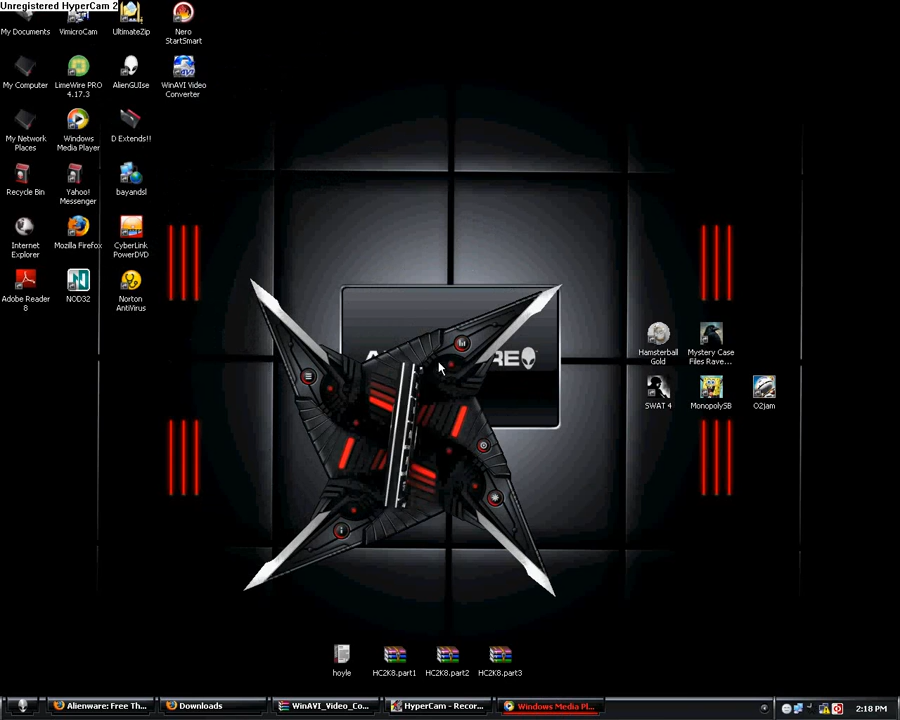 Unregistered HyperCam 2
My Documents
VimicroCam
UltimateZip
Nero
StartSmart
My Computer
LimeWire PRO
4.17.3
AlienGUIse
WinAVI Video
Converter
My Network
Places
Windows
Media Player
D Extends!!
Recycle Bin
Yahoo!
Messenger
bayandsl
Internet
Explorer
Mozilla Firefox
CyberLink
PowerDVD
Adobe Reader
8
NOD32
Norton
AntiVirus
Hamsterball
Gold
Mystery Case
Files Rave...
SWAT 4
MonopolySB
O2jam
hoyle
HC2K8.part1
HC2K8.part2
HC2K8.part3
Alienware: Free Th...
Downloads
WinAVI_Video_Co...
HyperCam - Recor...
Windows Media Pl...
2:18 PM